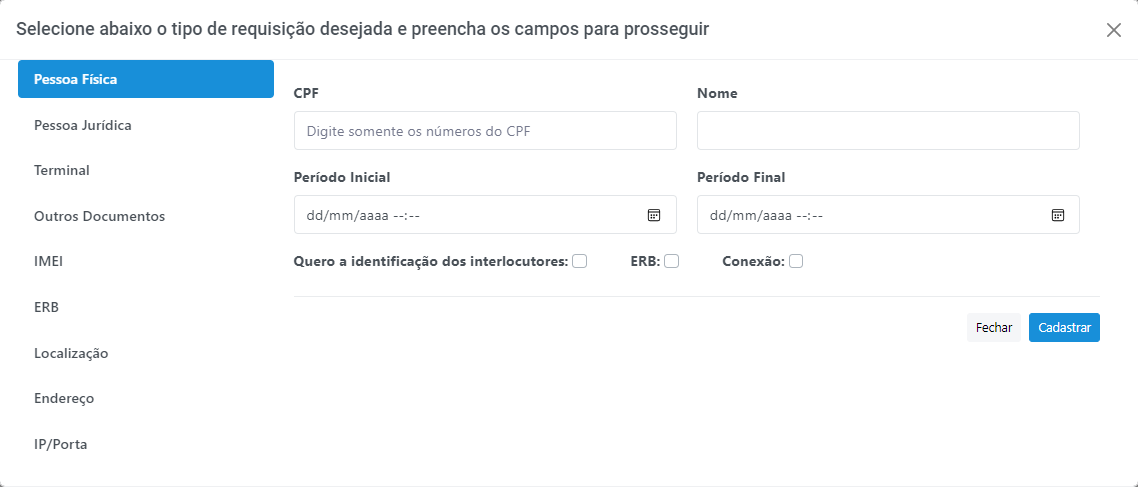 Selecione abaixo o tipo de requisição desejada e preencha os campos para prosseguir
Pessoa Física
Pessoa Jurídica
Terminal
Outros Documentos
IMEI
ERB
Localização
Endereço
IP/Porta
CPF
Nome
Digite somente os números do CPF
Período Inicial
Período Final
dd/mm/aaaa --:--
dd/mm/aaaa --:--
Quero a identificação dos interlocutores:
ERB:
Conexão:
Fechar
Cadastrar